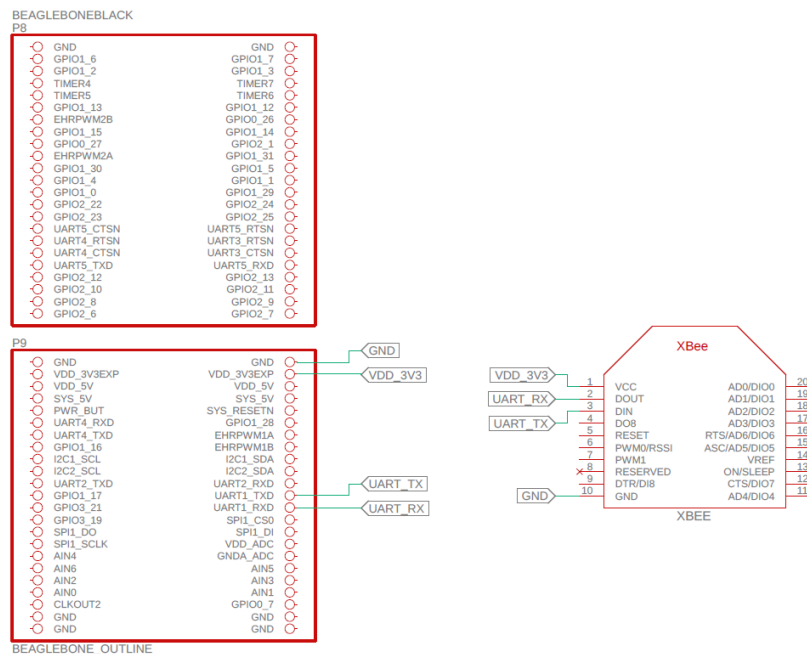 BEAGLEBONEBLACK
P8
GND GND
GPIO1_6 GPIO1_7
GPIO1_2 GPIO1_3
TIMER4 TIMER7
TIMER5 TIMER6
GPIO1_13 GPIO1_12
EHRPWM2B GPIO0_26
GPIO1_15 GPIO1_14
GPIO0_27 GPIO2_1
EHRPWM2A GPIO1_31
GPIO1_30 GPIO1_5
GPIO1_4 GPIO1_1
GPIO1_0 GPIO1_29
GPIO2_22 GPIO2_24
GPIO2_23 GPIO2_25
UART5_CTSN UART5_RTSN
UART4_RTSN UART3_RTSN
UART4_CTSN UART3_CTSN
UART5_TXD UART5_RXD
GPIO2_12 GPIO2_13
GPIO2_10 GPIO2_11
GPIO2_8 GPIO2_9
GPIO2_6 GPIO2_7
P9
GND GND
VDD_3V3EXP VDD_3V3EXP
VDD_5V VDD_5V
SYS_5V SYS_5V
PWR_BUT SYS_RESETN
UART4_RXD GPIO1_28
UART4_TXD EHRPWM1A
GPIO1_16 EHRPWM1B
I2C1_SCL I2C1_SDA
I2C2_SCL I2C2_SDA
UART2_TXD UART2_RXD
GPIO1_17 UART1_TXD
GPIO3_21 UART1_RXD
GPIO3_19 SPI1_CS0
SPI1_DO SPI1_DI
SPI1_SCLK VDD_ADC
AIN4 GNDA_ADC
AIN6 AIN5
AIN2 AIN3
AIN0 AIN1
CLKOUT2 GPIO0_7
GND GND
GND GND
BEAGLEBONE_OUTLINE
GND
VDD_3V3
UART_TX
UART_RX
VDD_3V3
UART_RX
UART_TX
GND
XBee
1 VCC AD0/DIO0 20
2 DOUT AD1/DIO1 19
3 DIN AD2/DIO2 18
4 DO8 AD3/DIO3 17
5 RESET RTS/AD6/DIO6 16
6 PWM0/RSSI ASC/AD5/DIO5 15
7 PWM1 VREF 14
8 RESERVED ON/SLEEP 13
9 DTR/DI8 CTS/DIO7 12
10 GND AD4/DIO4 11
XBEE